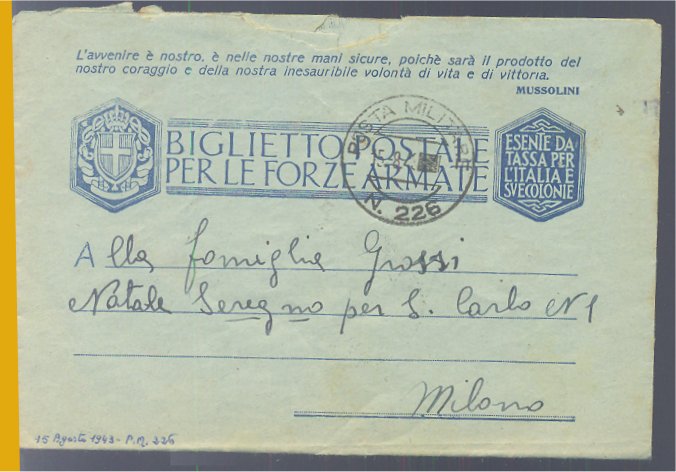 L'avvenire è nostro, è nelle nostre mani sicure, poichè sarà il prodotto del
nostro coraggio e della nostra inesauribile volontà di vita e di vittoria.
MUSSOLINI
BIGLIETTO POSTALE
PER LE FORZE ARMATE
POSTA MILITARE
N. 226
ESENTE DA
TASSA PER
L'ITALIA E
SVE COLONIE
Alla famiglia Grossi
Natale Seregno per S. Carlo N 1
Milano
15 Agosto 1943 - P.M. 226